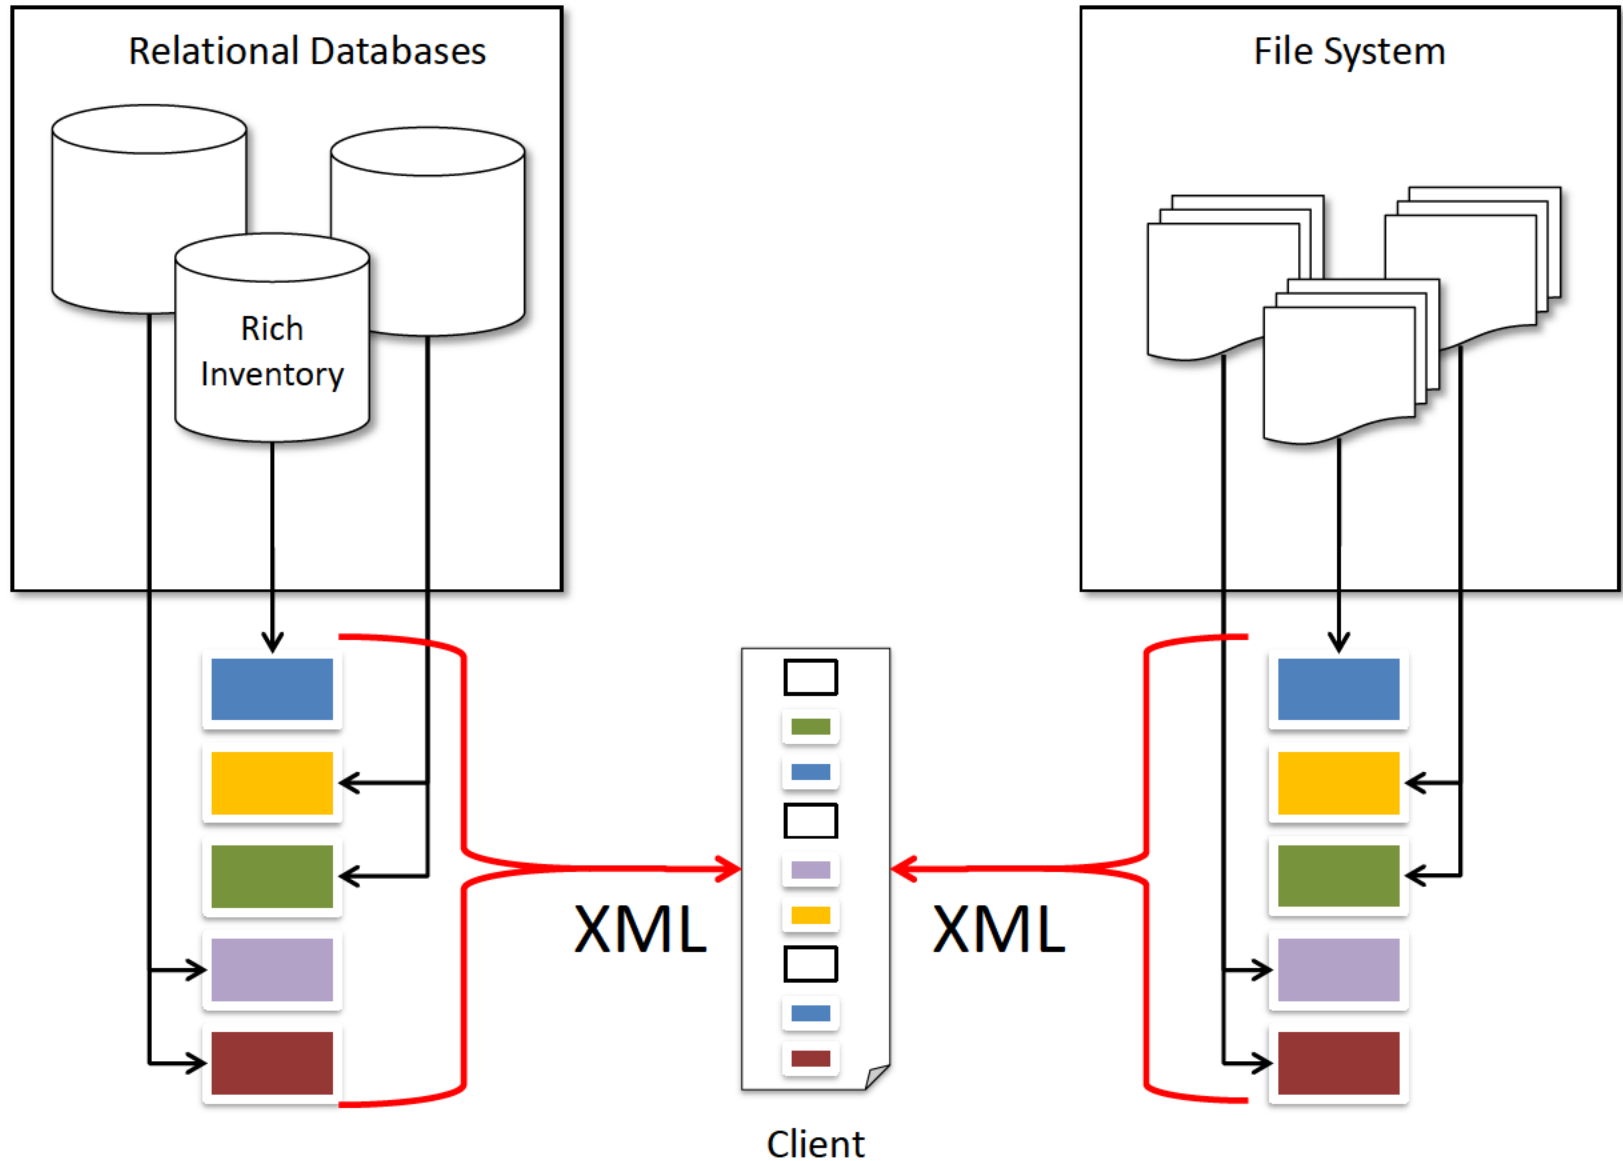 Relational Databases
File System
Rich
Inventory
XML
XML
Client